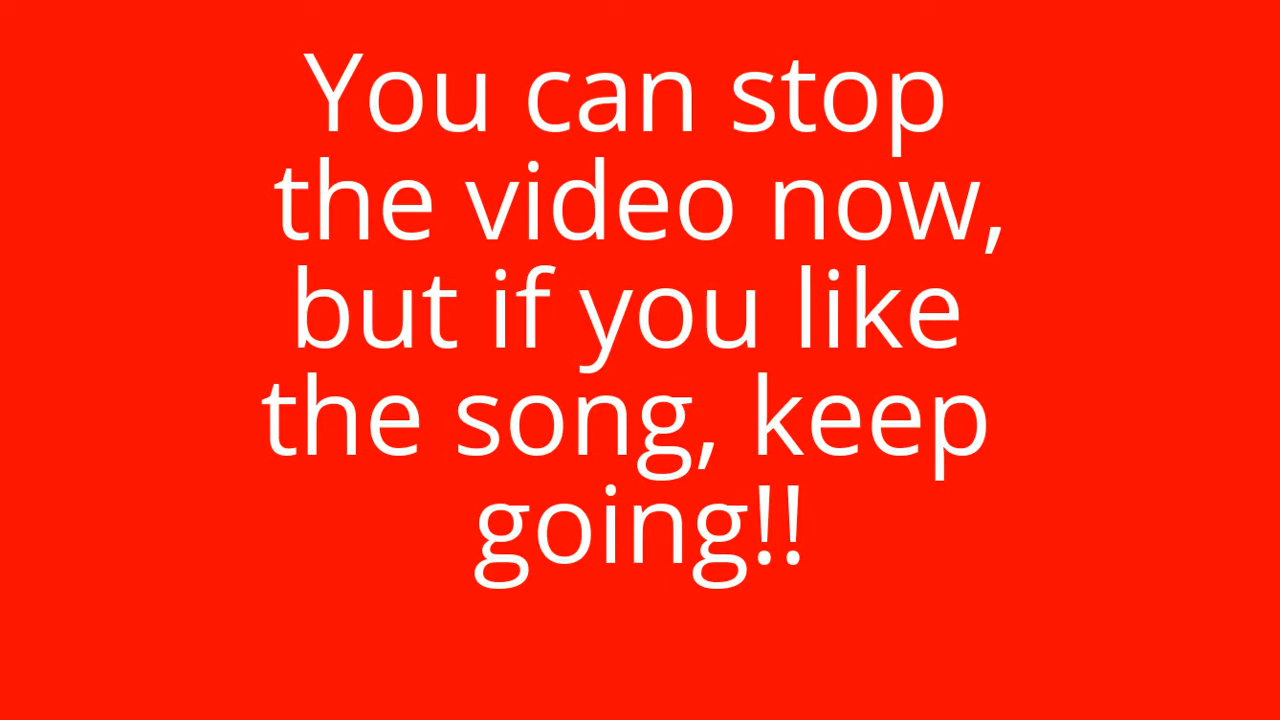 You can stop
the video now,
but if you like
the song, keep
going!!